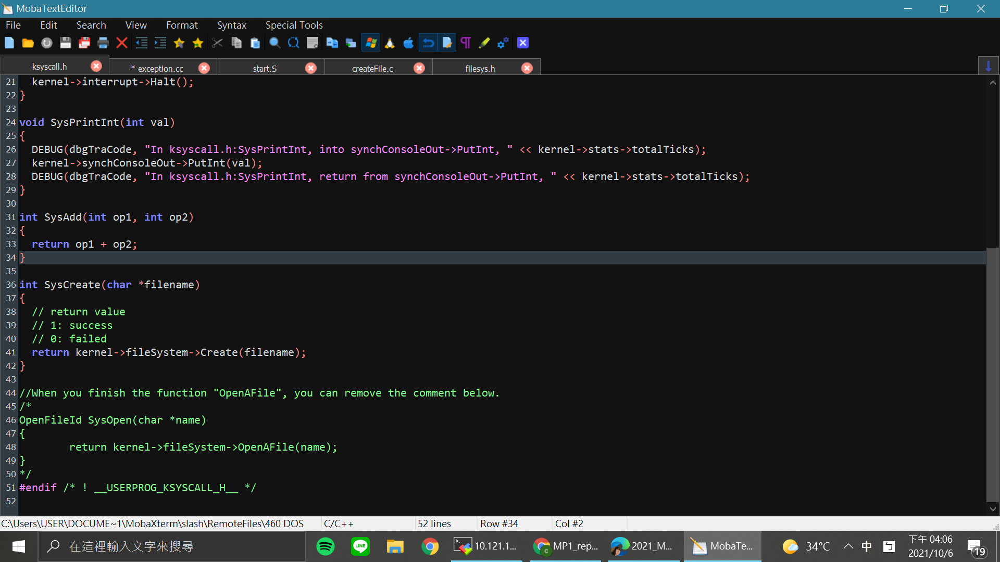 MobaTextEditor
File Edit Search View Format Syntax Special Tools
ksyscall.h * exception.cc start.S createFile.c filesys.h
21   kernel->interrupt->Halt();
22 }
23
24 void SysPrintInt(int val)
25 {
26   DEBUG(dbgTraCode, "In ksyscall.h:SysPrintInt, into synchConsoleOut->PutInt, " << kernel->stats->totalTicks);
27   kernel->synchConsoleOut->PutInt(val);
28   DEBUG(dbgTraCode, "In ksyscall.h:SysPrintInt, return from synchConsoleOut->PutInt, " << kernel->stats->totalTicks);
29 }
30
31 int SysAdd(int op1, int op2)
32 {
33   return op1 + op2;
34 }
35
36 int SysCreate(char *filename)
37 {
38   // return value
39   // 1: success
40   // 0: failed
41   return kernel->fileSystem->Create(filename);
42 }
43
44 //When you finish the function "OpenAFile", you can remove the comment below.
45 /*
46 OpenFileId SysOpen(char *name)
47 {
48         return kernel->fileSystem->OpenAFile(name);
49 }
50 */
51 #endif /* ! __USERPROG_KSYSCALL_H__ */
52
C:\Users\USER\DOCUME~1\MobaXterm\slash\RemoteFiles\460 DOS C/C++ 52 lines Row #34 Col #2
在這裡輸入文字來搜尋 LINE 10.121.1... MP1_rep... 2021_M... MobaTe... 34°C 中 ㄅ 下午 04:06
2021/10/6 19